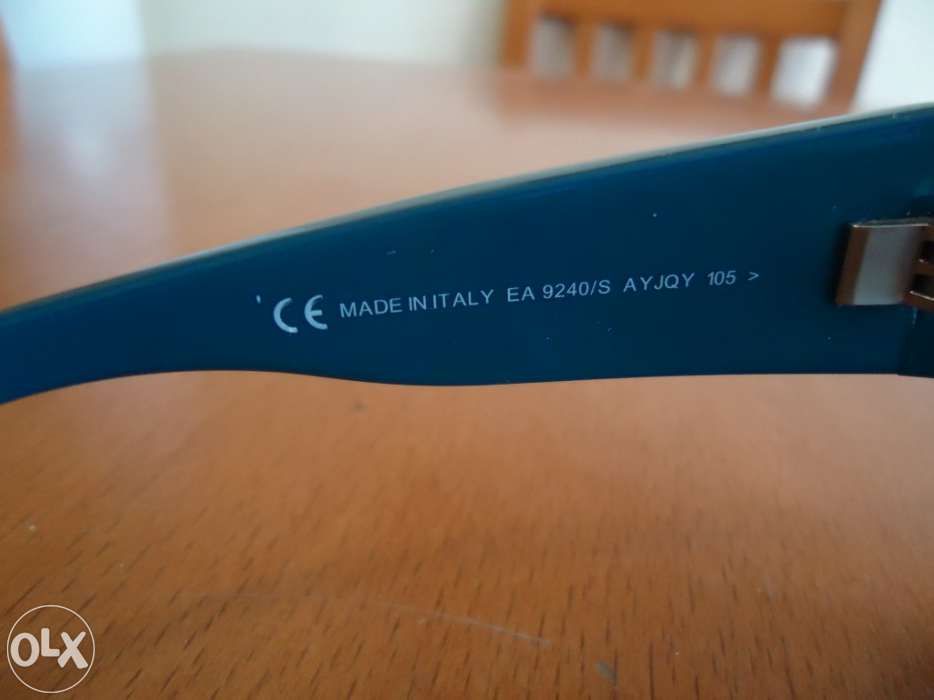 CE MADE IN ITALY EA 9240/S AYJQY 105 >
OLX